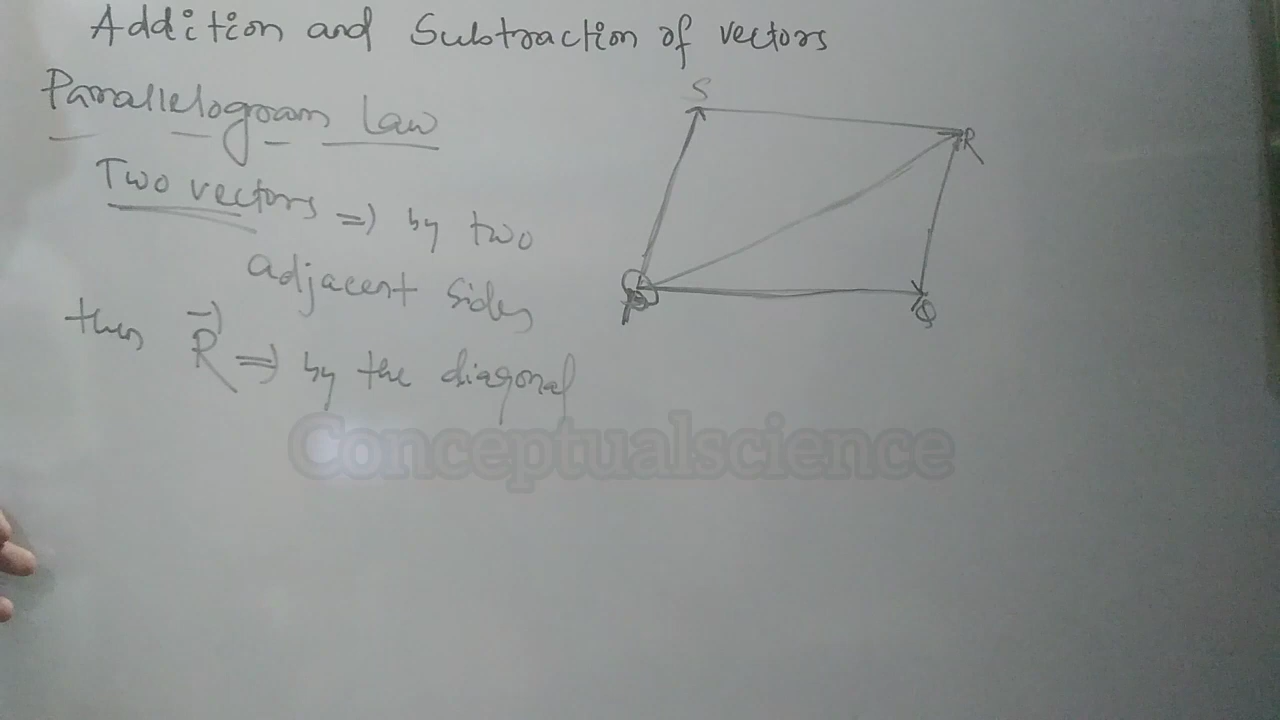 Addition and Subtraction of vectors
Parallelogram Law
Two vectors => by two
adjacent sides
then R => by the diagonal
S
R
P
Q
Conceptualscience